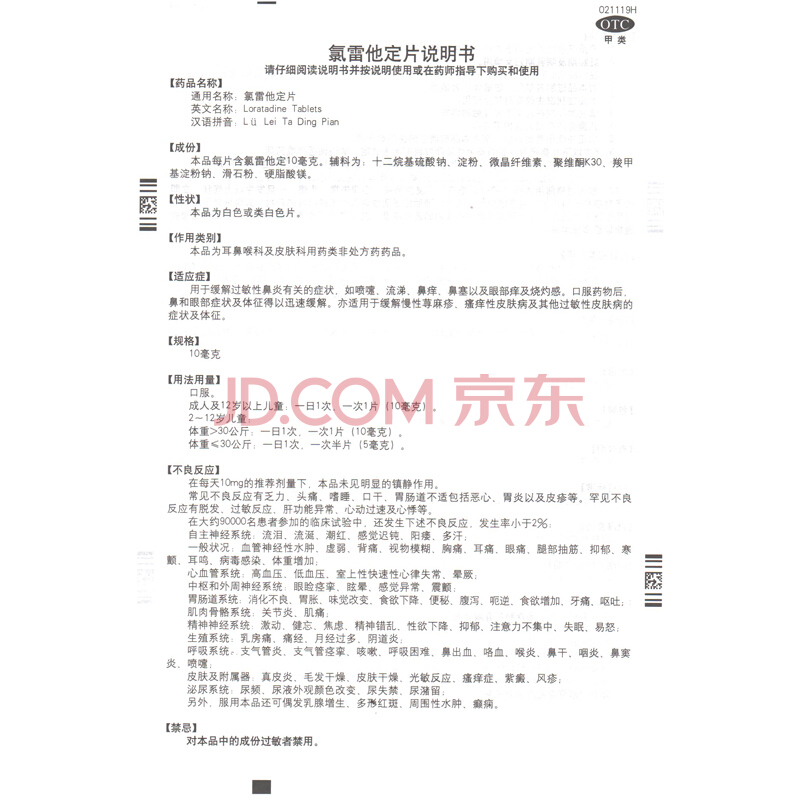 021119H
OTC
甲 类
氯雷他定片说明书
请仔细阅读说明书并按说明使用或在药师指导下购买和使用
【药品名称】
通用名称：氯雷他定片
英文名称：Loratadine Tablets
汉语拼音：Lü Lei Ta Ding Pian
【成份】
本品每片含氯雷他定10毫克。辅料为：十二烷基硫酸钠、淀粉、微晶纤维素、聚维酮K30、羧甲
基淀粉钠、滑石粉、硬脂酸镁。
【性状】
本品为白色或类白色片。
【作用类别】
本品为耳鼻喉科及皮肤科用药类非处方药药品。
【适应症】
用于缓解过敏性鼻炎有关的症状，如喷嚏、流涕、鼻痒、鼻塞以及眼部痒及烧灼感。口服药物后，
鼻和眼部症状及体征得以迅速缓解。亦适用于缓解慢性荨麻疹、瘙痒性皮肤病及其他过敏性皮肤病的
症状及体征。
【规格】
10毫克
【用法用量】
口服。
成人及12岁以上儿童：一日1次，一次1片（10毫克）。
2～12岁儿童：
体重>30公斤：一日1次，一次1片（10毫克）。
体重≤30公斤：一日1次，一次半片（5毫克）。
JD.COM 京东
【不良反应】
在每天10mg的推荐剂量下，本品未见明显的镇静作用。
常见不良反应有乏力、头痛、嗜睡、口干、胃肠道不适包括恶心、胃炎以及皮疹等。罕见不良
反应有脱发、过敏反应、肝功能异常、心动过速及心悸等。
在大约90000名患者参加的临床试验中，还发生下述不良反应，发生率小于2%：
自主神经系统：流泪、流涎、潮红、感觉迟钝、阳痿、多汗；
一般状况：血管神经性水肿、虚弱、背痛、视物模糊、胸痛、耳痛、眼痛、腿部抽筋、抑郁、寒
颤、耳鸣、病毒感染、体重增加；
心血管系统：高血压、低血压、室上性快速性心律失常、晕厥；
中枢和外周神经系统：眼睑痉挛、眩晕、感觉异常、震颤；
胃肠道系统：消化不良、胃胀、味觉改变、食欲下降、便秘、腹泻、呃逆、食欲增加、牙痛、呕吐；
肌肉骨骼系统：关节炎、肌痛；
精神神经系统：激动、健忘、焦虑、精神错乱、性欲下降、抑郁、注意力不集中、失眠、易怒；
生殖系统：乳房痛、痛经、月经过多、阴道炎；
呼吸系统：支气管炎、支气管痉挛、咳嗽、呼吸困难、鼻出血、咯血、喉炎、鼻干、咽炎、鼻窦
炎、喷嚏；
皮肤及附属器：真皮炎、毛发干燥、皮肤干燥、光敏反应、瘙痒症、紫癜、风疹；
泌尿系统：尿频、尿液外观颜色改变、尿失禁、尿潴留；
另外，服用本品还可偶发乳腺增生、多形红斑、周围性水肿、癫痫。
【禁忌】
对本品中的成份过敏者禁用。